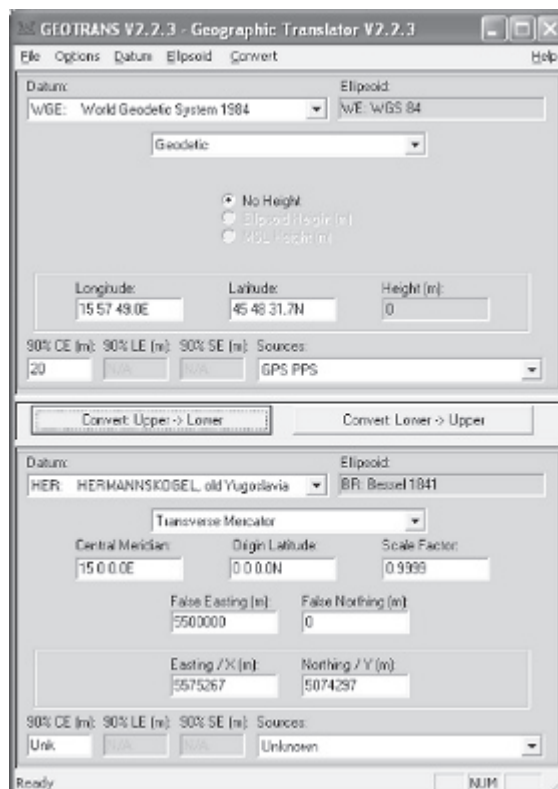 GEOTRANS V2.2.3 - Geographic Translator V2.2.3
File Options Datum Ellipsoid Convert Help
Datum: Ellipsoid:
WGE: World Geodetic System 1984 WE: WGS 84
Geodetic
No Height
Ellipsoid Height (m)
MSL Height (m)
Longitude: Latitude: Height (m):
15 57 49.0E 45 48 31.7N 0
90% CE (m): 90% LE (m): 90% SE (m): Sources:
20 N/A N/A GPS PPS
Convert: Upper -> Lower Convert: Lower -> Upper
Datum: Ellipsoid:
HER: HERMANNSKOGEL, old Yugoslavia BR: Bessel 1841
Transverse Mercator
Central Meridian: Origin Latitude: Scale Factor:
15 0 0.0E 0 0 0.0N 0.9999
False Easting (m): False Northing (m):
5500000 0
Easting / X (m): Northing / Y (m):
5575267 5074297
90% CE (m): 90% LE (m): 90% SE (m): Sources:
Unk N/A N/A Unknown
Ready NUM